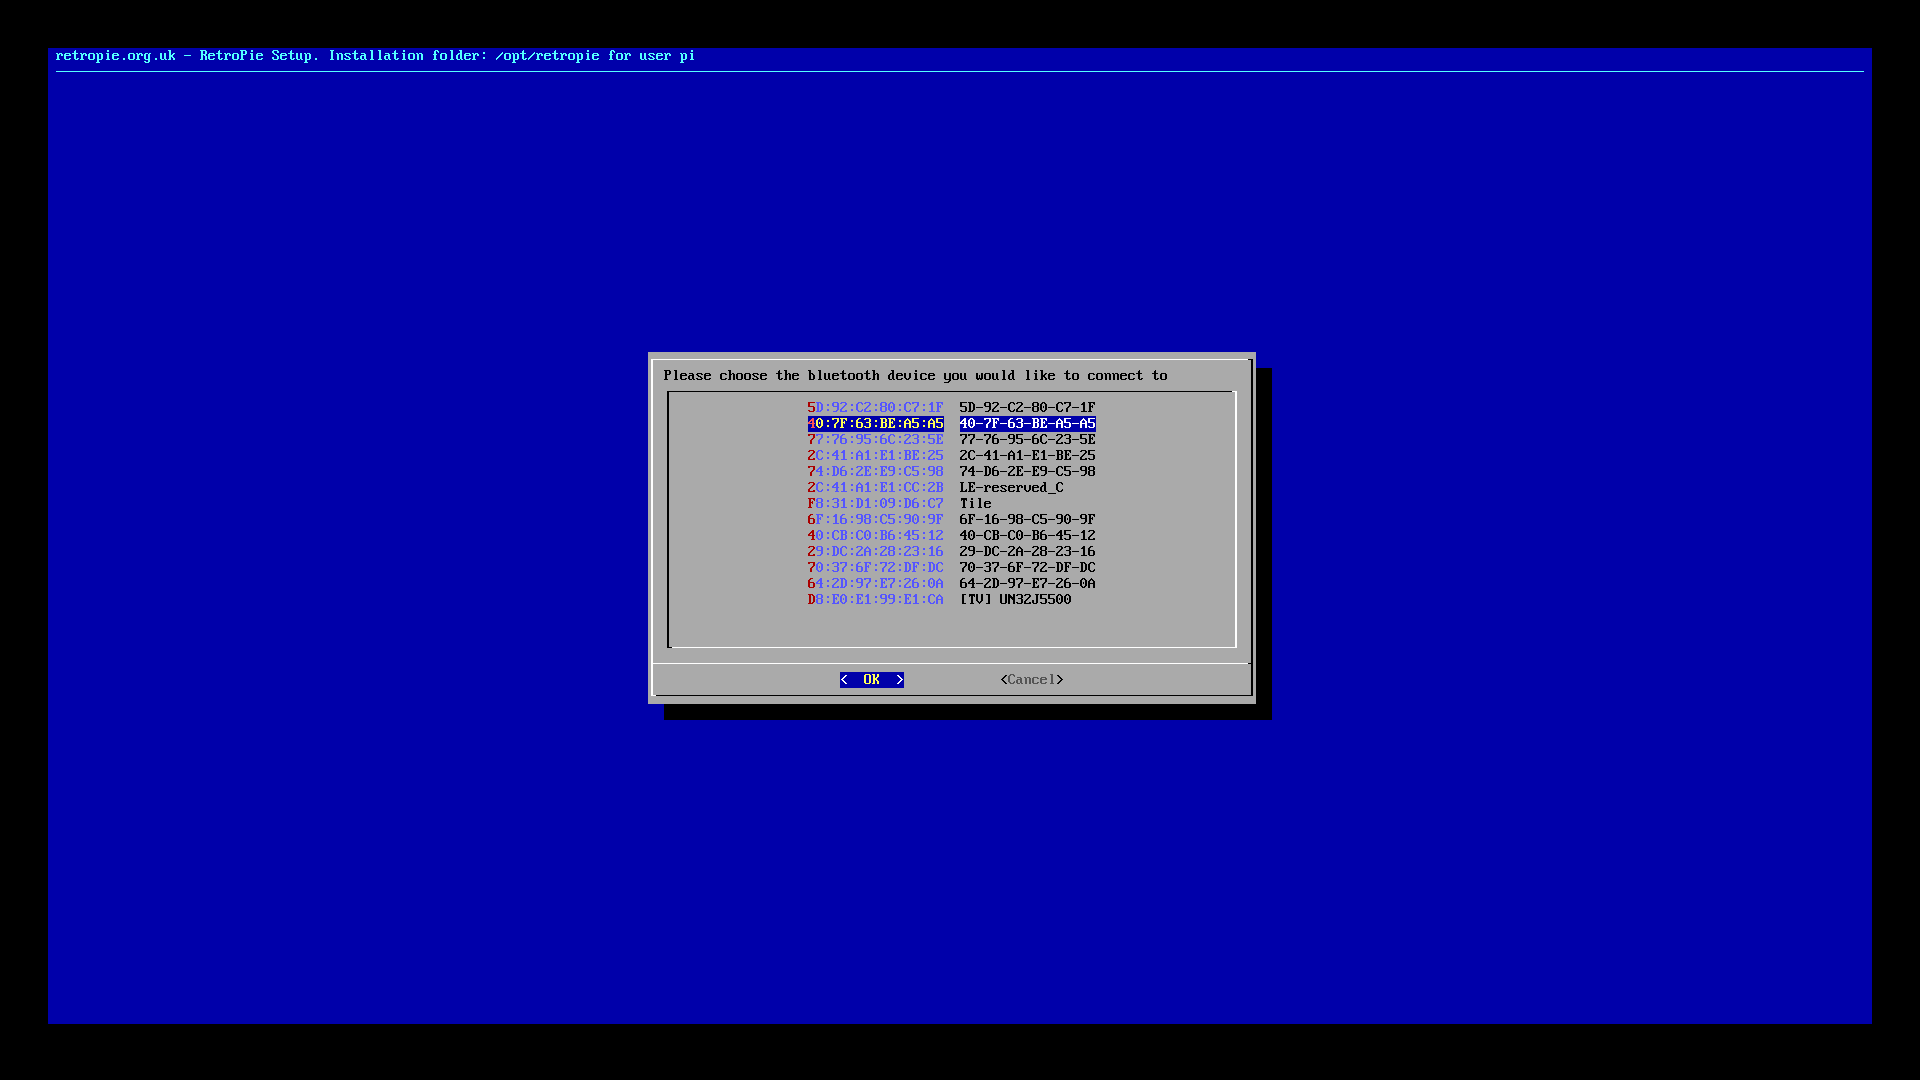 retropie.org.uk - RetroPie Setup. Installation folder: /opt/retropie for user pi
Please choose the bluetooth device you would like to connect to
5D:92:C2:80:C7:1F 5D-92-C2-80-C7-1F
40:7F:63:BE:A5:A5 40-7F-63-BE-A5-A5
77:76:95:6C:23:5E 77-76-95-6C-23-5E
2C:41:A1:E1:BE:25 2C-41-A1-E1-BE-25
74:D6:2E:E9:C5:98 74-D6-2E-E9-C5-98
2C:41:A1:E1:CC:2B LE-reserved_C
F8:31:D1:09:D6:C7 Tile
6F:16:98:C5:90:9F 6F-16-98-C5-90-9F
40:CB:C0:B6:45:12 40-CB-C0-B6-45-12
29:DC:2A:28:23:16 29-DC-2A-28-23-16
70:37:6F:72:DF:DC 70-37-6F-72-DF-DC
64:2D:97:E7:26:0A 64-2D-97-E7-26-0A
D8:E0:E1:99:E1:CA [TV] UN32J5500
< OK > <Cancel>